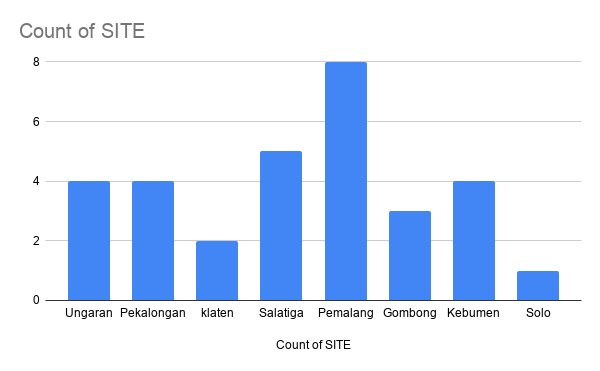 Count of SITE
8
6
4
2
0
Ungaran Pekalongan klaten Salatiga Pemalang Gombong Kebumen Solo
Count of SITE